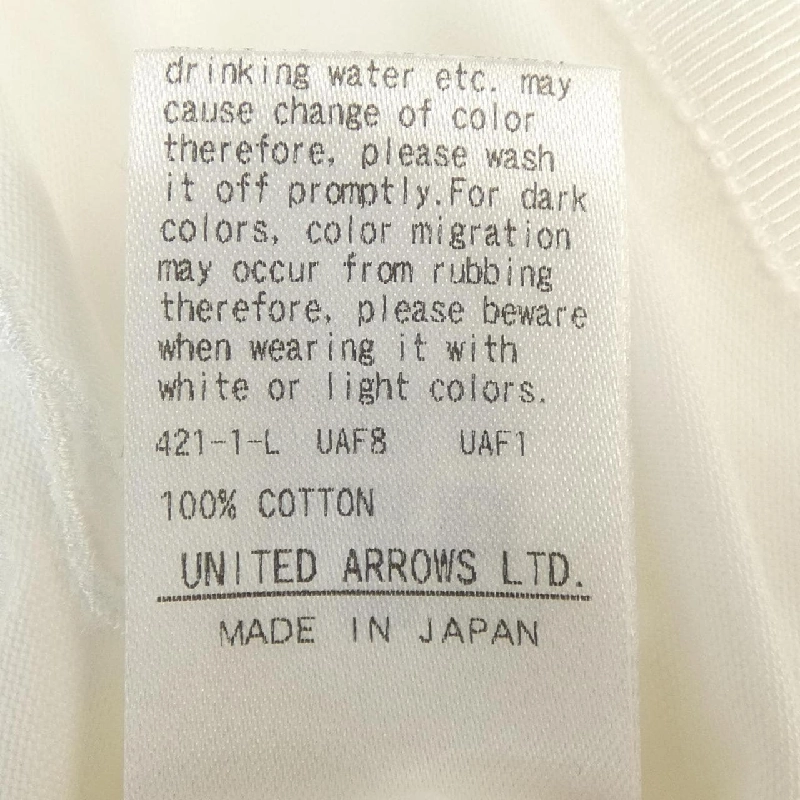 drinking water etc. may
cause change of color
therefore, please wash
it off promptly.For dark
colors, color migration
may occur from rubbing
therefore, please beware
when wearing it with
white or light colors.
421-1-L UAF8 UAF1
100% COTTON
UNITED ARROWS LTD.
MADE IN JAPAN